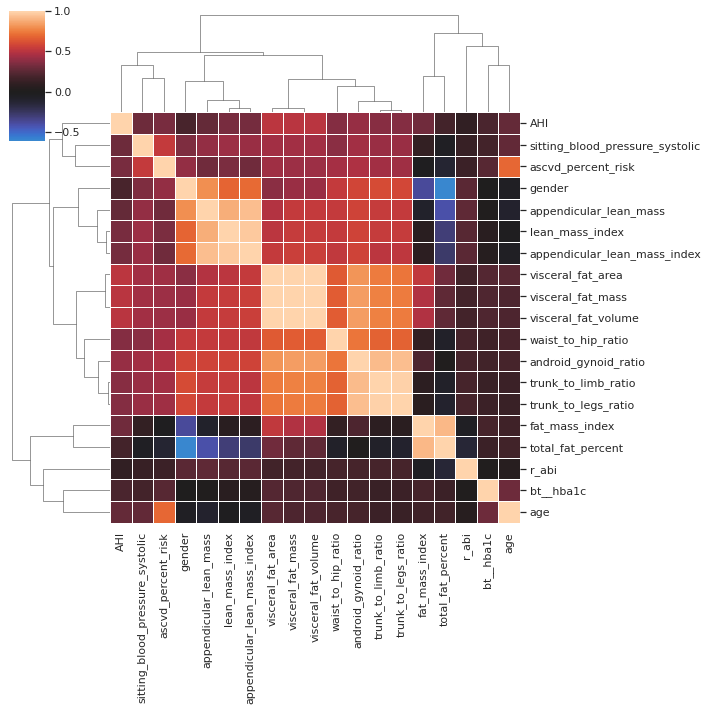 1.0
0.5
0.0
−0.5
AHI
sitting_blood_pressure_systolic
ascvd_percent_risk
gender
appendicular_lean_mass
lean_mass_index
appendicular_lean_mass_index
visceral_fat_area
visceral_fat_mass
visceral_fat_volume
waist_to_hip_ratio
android_gynoid_ratio
trunk_to_limb_ratio
trunk_to_legs_ratio
fat_mass_index
total_fat_percent
r_abi
bt__hba1c
age
AHI
sitting_blood_pressure_systolic
ascvd_percent_risk
gender
appendicular_lean_mass
lean_mass_index
appendicular_lean_mass_index
visceral_fat_area
visceral_fat_mass
visceral_fat_volume
waist_to_hip_ratio
android_gynoid_ratio
trunk_to_limb_ratio
trunk_to_legs_ratio
fat_mass_index
total_fat_percent
r_abi
bt__hba1c
age